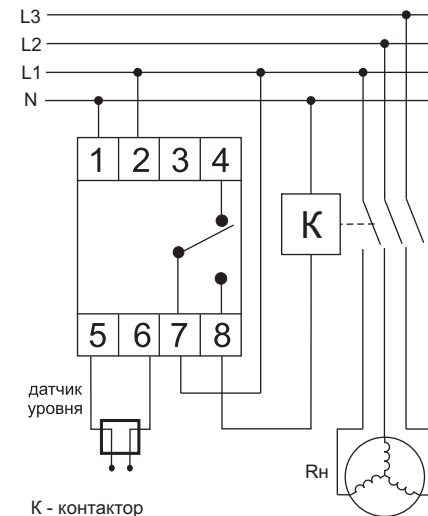 L3
L2
L1
N
1 2 3 4
К
5 6 7 8
датчик
уровня
Rн
К - контактор